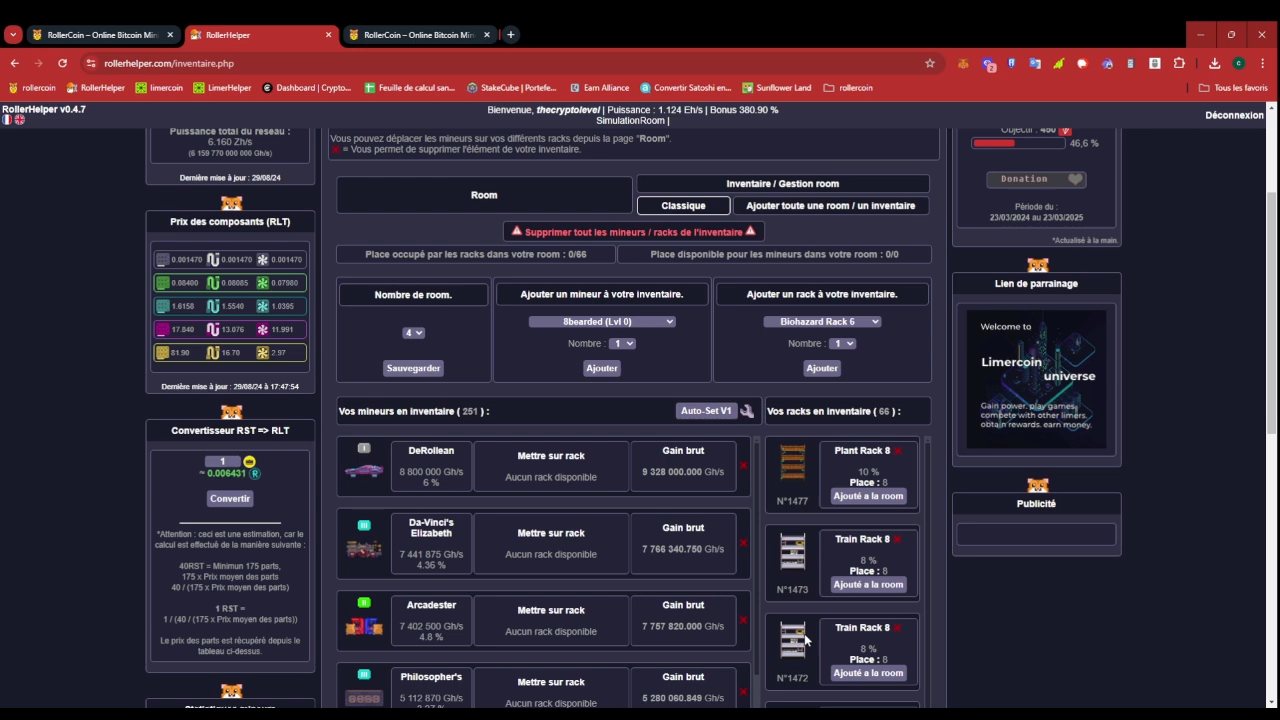 RollerCoin – Online Bitcoin Min
RollerHelper
RollerCoin – Online Bitcoin Min
rollerhelper.com/inventaire.php
2
C
rollercoin
RollerHelper
limercoin
LimerHelper
Dashboard | Crypto...
Feuille de calcul san...
StakeCube | Portefe...
Earn Alliance
Convertir Satoshi en...
Sunflower Land
rollercoin
Tous les favoris
RollerHelper v0.4.7
Bienvenue, thecryptolevel | Puissance : 1.124 Eh/s | Bonus 380.90 %
SimulationRoom |
Déconnexion
Puissance total du réseau :
6.160 Zh/s
(6 159 770 000 000 Gh/s)
Dernière mise à jour : 29/08/24
Prix des composants (RLT)
0.001470 0.001470 0.001470
0.08400 0.08085 0.07980
1.6158 1.5540 1.0395
17.840 13.076 11.991
81.90 16.70 2.97
Dernière mise à jour : 29/08/24 à 17:47:54
Convertisseur RST => RLT
1
~ 0.006431 R
Convertir
*Attention : ceci est une estimation, car le
calcul est effectué de la manière suivante :
40RST = Minimun 175 parts,
175 x Prix moyen des parts
40 / (175 x Prix moyen des parts)
1 RST =
1 / (40 / (175 x Prix moyen des parts))
Le prix des parts est récupéré depuis le
tableau ci-dessus.
Vous pouvez déplacer les mineurs sur vos différents racks depuis la page "Room".
= Vous permet de supprimer l'élément de votre inventaire.
Room
Inventaire / Gestion room
Classique
Ajouter toute une room / un inventaire
Supprimer tout les mineurs / racks de l'inventaire
Place occupé par les racks dans votre room : 0/66
Place disponible pour les mineurs dans votre room : 0/0
Nombre de room.
4
Sauvegarder
Ajouter un mineur à votre inventaire.
8bearded (Lvl 0)
Nombre : 1
Ajouter
Ajouter un rack à votre inventaire.
Biohazard Rack 6
Nombre : 1
Ajouter
Vos mineurs en inventaire ( 251 ) :
Auto-Set V1
Vos racks en inventaire ( 66 ) :
I
DeRollean
8 800 000 Gh/s
6 %
Mettre sur rack
Aucun rack disponible
Gain brut
9 328 000.000 Gh/s
III
Da-Vinci's
Elizabeth
7 441 875 Gh/s
4.36 %
Mettre sur rack
Aucun rack disponible
Gain brut
7 766 340.750 Gh/s
II
Arcadester
7 402 500 Gh/s
4.8 %
Mettre sur rack
Aucun rack disponible
Gain brut
7 757 820.000 Gh/s
III
Philosopher's
5 112 870 Gh/s
Mettre sur rack
Aucun rack disponible
Gain brut
5 280 060.849 Gh/s
Plant Rack 8
10 %
Place : 8
Ajouté a la room
N°1477
Train Rack 8
8 %
Place : 8
Ajouté a la room
N°1473
Train Rack 8
8 %
Place : 8
Ajouté a la room
N°1472
Objectif : 450
46,6 %
Donation
Période du :
23/03/2024 au 23/03/2025
*Actualisé à la main.
Lien de parrainage
Welcome to
Limercoin
universe
Gain power, play games,
compete with other limers,
obtain rewards, earn money.
Publicité